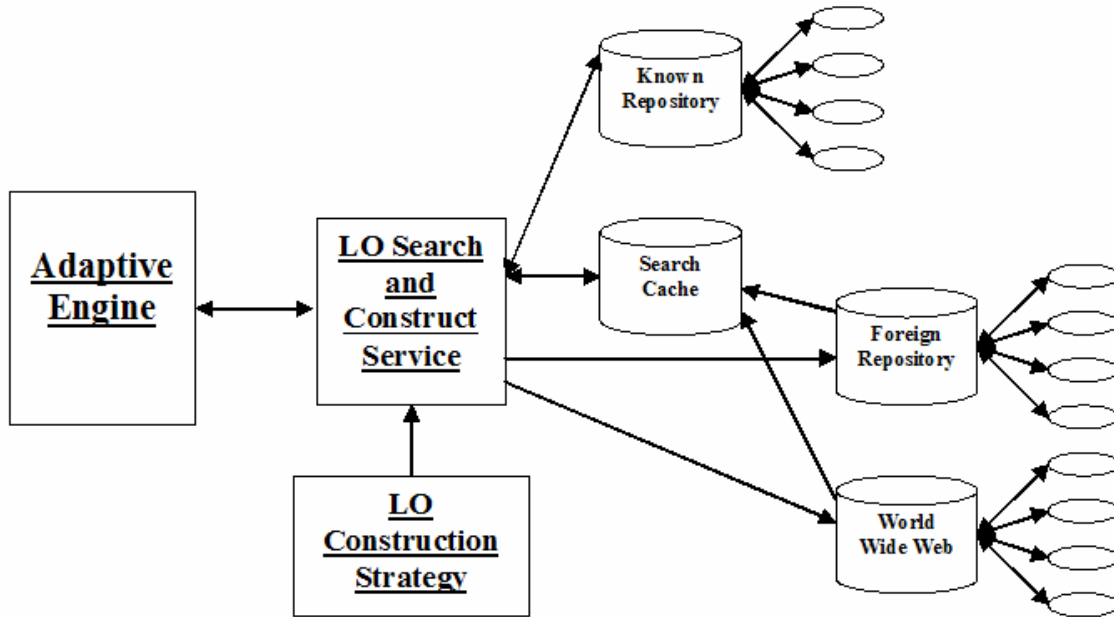 Known
Repository
Adaptive
Engine
LO Search
and
Construct
Service
Search
Cache
Foreign
Repository
LO
Construction
Strategy
World
Wide Web